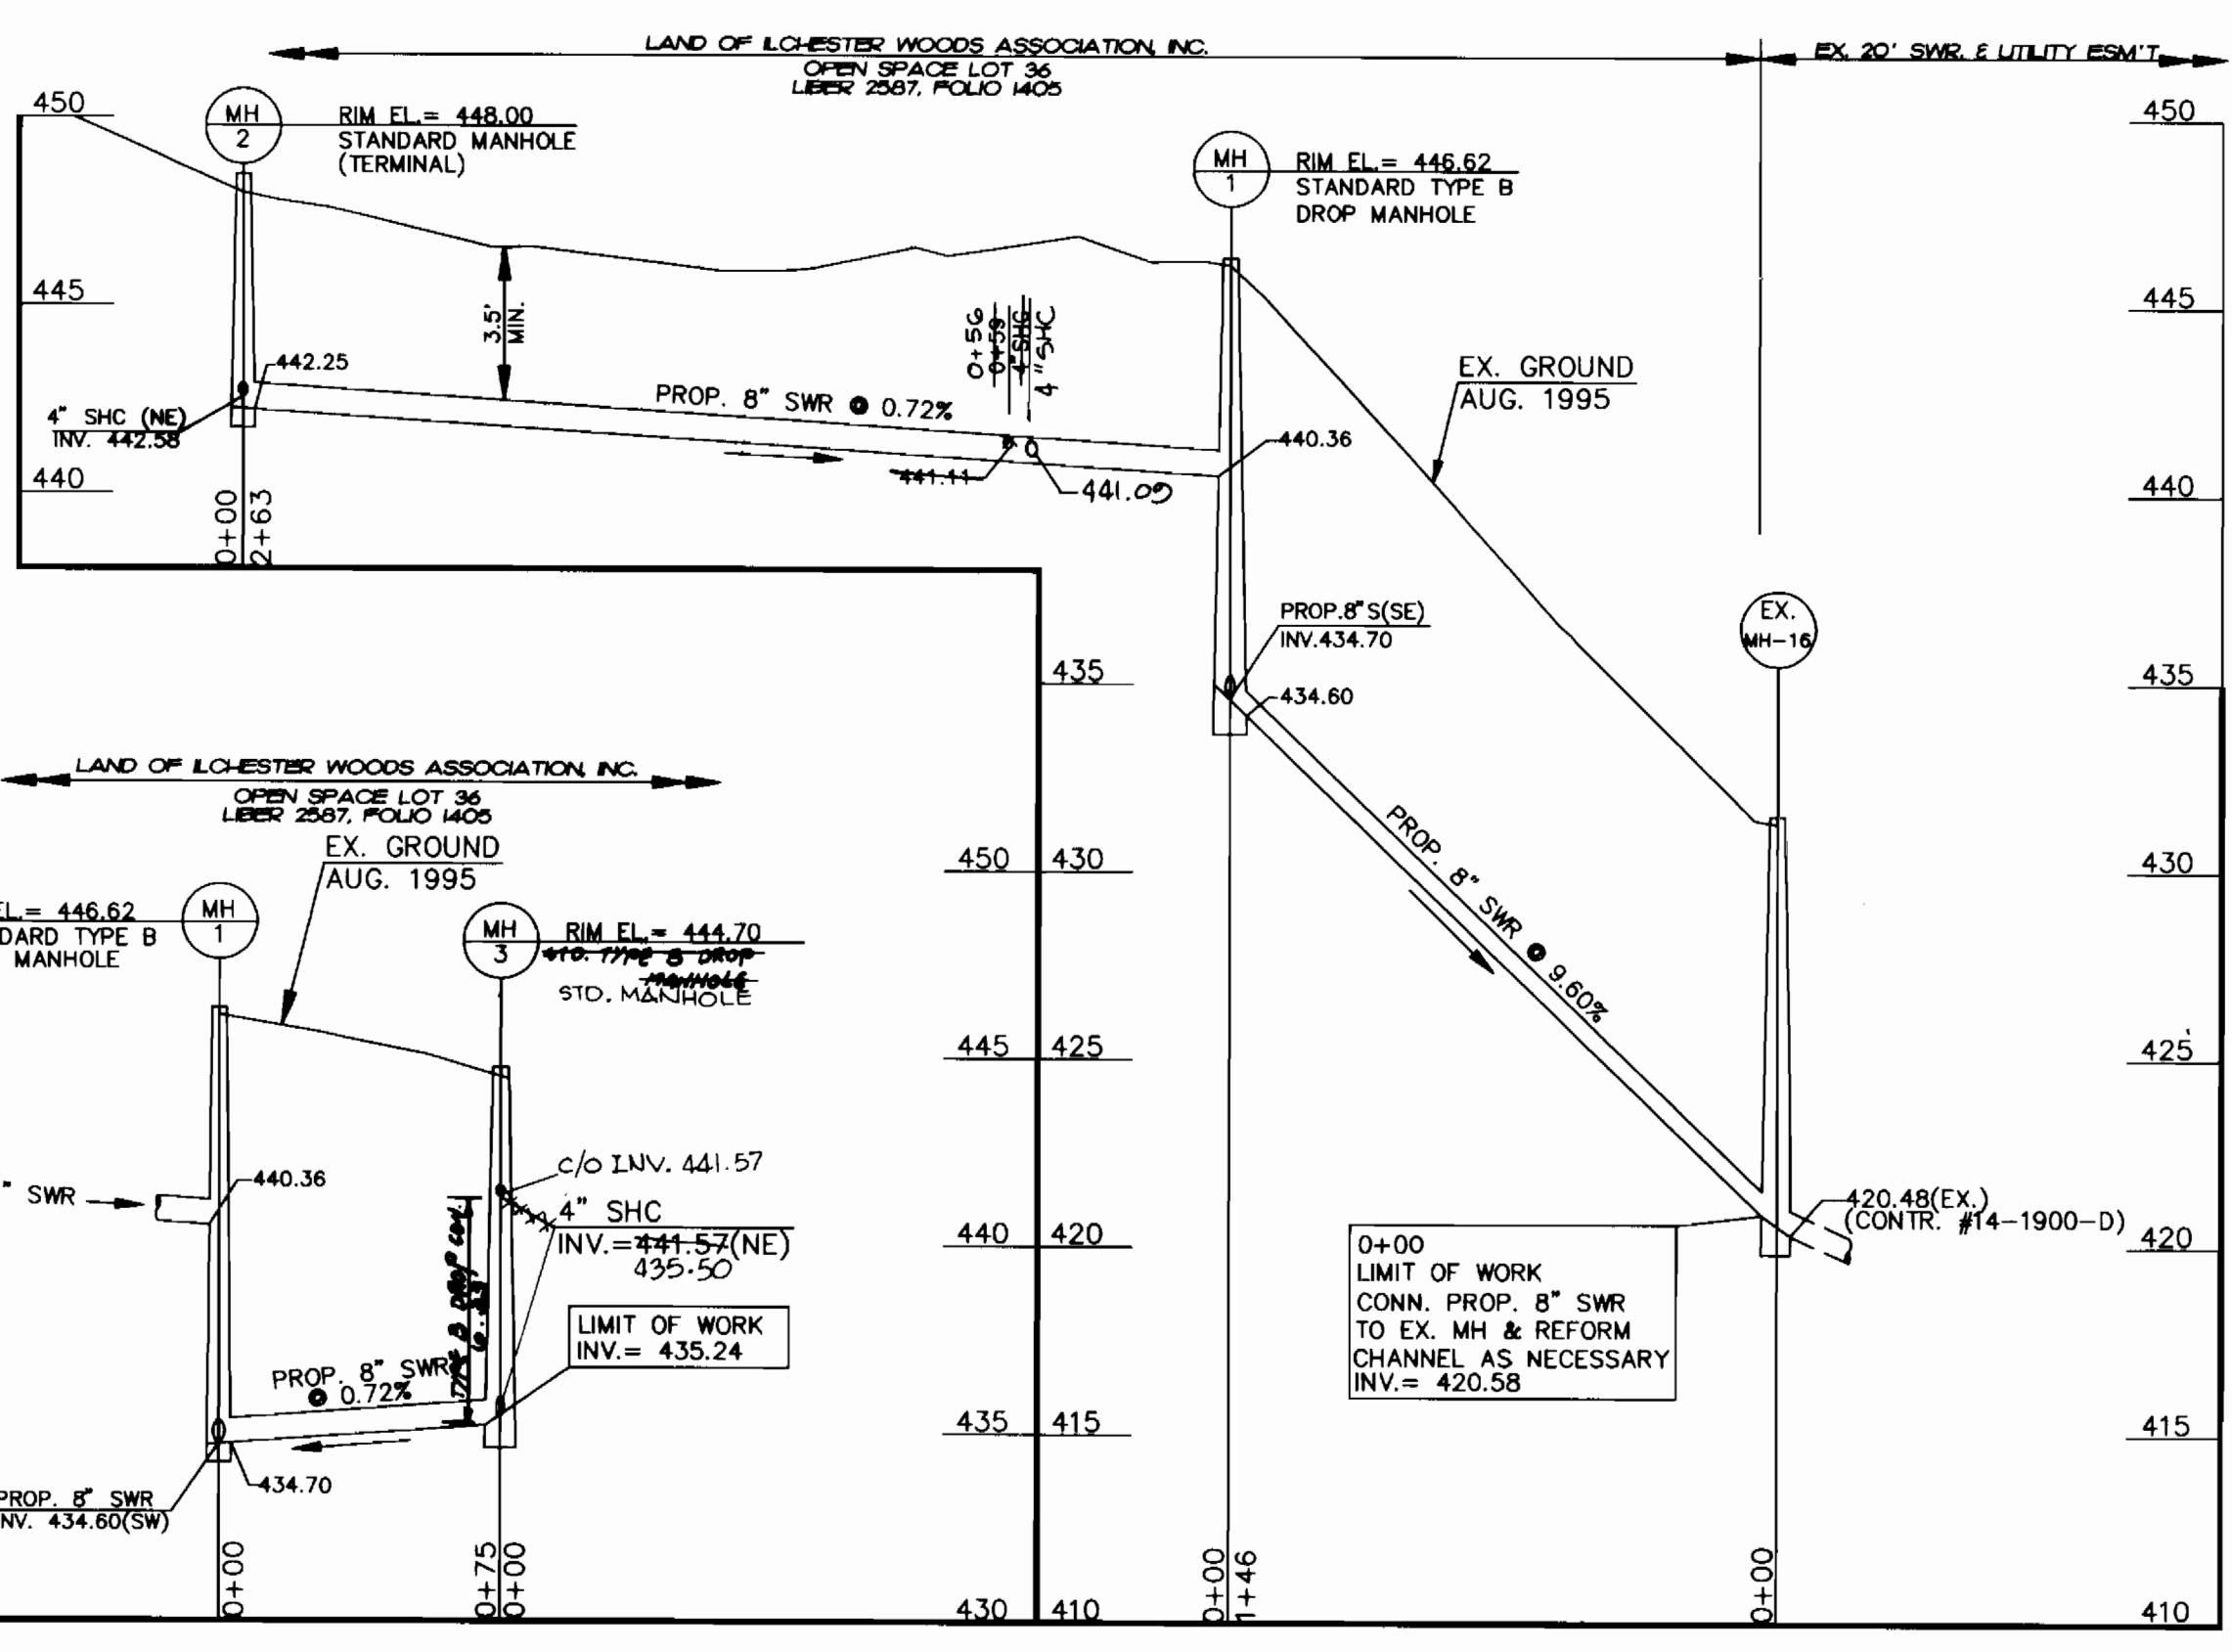 LAND OF ILCHESTER WOODS ASSOCIATION, INC.
OPEN SPACE LOT 36
LIBER 2587, FOLIO 1405
EX. 20' SWR. & UTILITY ESM'T
450
MH
2
RIM EL.= 448.00
STANDARD MANHOLE
(TERMINAL)
MH
1
RIM EL.= 446.62
STANDARD TYPE B
DROP MANHOLE
450
445
3.5'
MIN.
0+56
0+59
4"SHC
4"SHC
445
442.25
4" SHC (NE)
INV. 442.58
PROP. 8" SWR @ 0.72%
EX. GROUND
AUG. 1995
440.36
441.11
441.09
440
440
0+00
2+63
PROP.8"S(SE)
INV.434.70
EX.
MH-16
435
434.60
435
LAND OF ILCHESTER WOODS ASSOCIATION, INC.
OPEN SPACE LOT 36
LIBER 2587, FOLIO 1405
EX. GROUND
AUG. 1995
EL.= 446.62
DARD TYPE B
MANHOLE
MH
1
MH
3
RIM EL.= 444.70
STD. TYPE B DROP
MANHOLE
STD. MANHOLE
450
430
PROP. 8" SWR @ 9.60%
430
445
425
425
" SWR
440.36
C/O INV. 441.57
4" SHC
INV.=441.57(NE)
435.50
TYPE B DROP CON.
LIMIT OF WORK
INV.= 435.24
PROP. 8" SWR
@ 0.72%
440
420
420.48(EX.)
(CONTR. #14-1900-D)
420
0+00
LIMIT OF WORK
CONN. PROP. 8" SWR
TO EX. MH & REFORM
CHANNEL AS NECESSARY
INV.= 420.58
435
415
415
434.70
PROP. 8" SWR
NV. 434.60(SW)
0+00
0+75
0+00
430
410
0+00
1+46
0+00
410